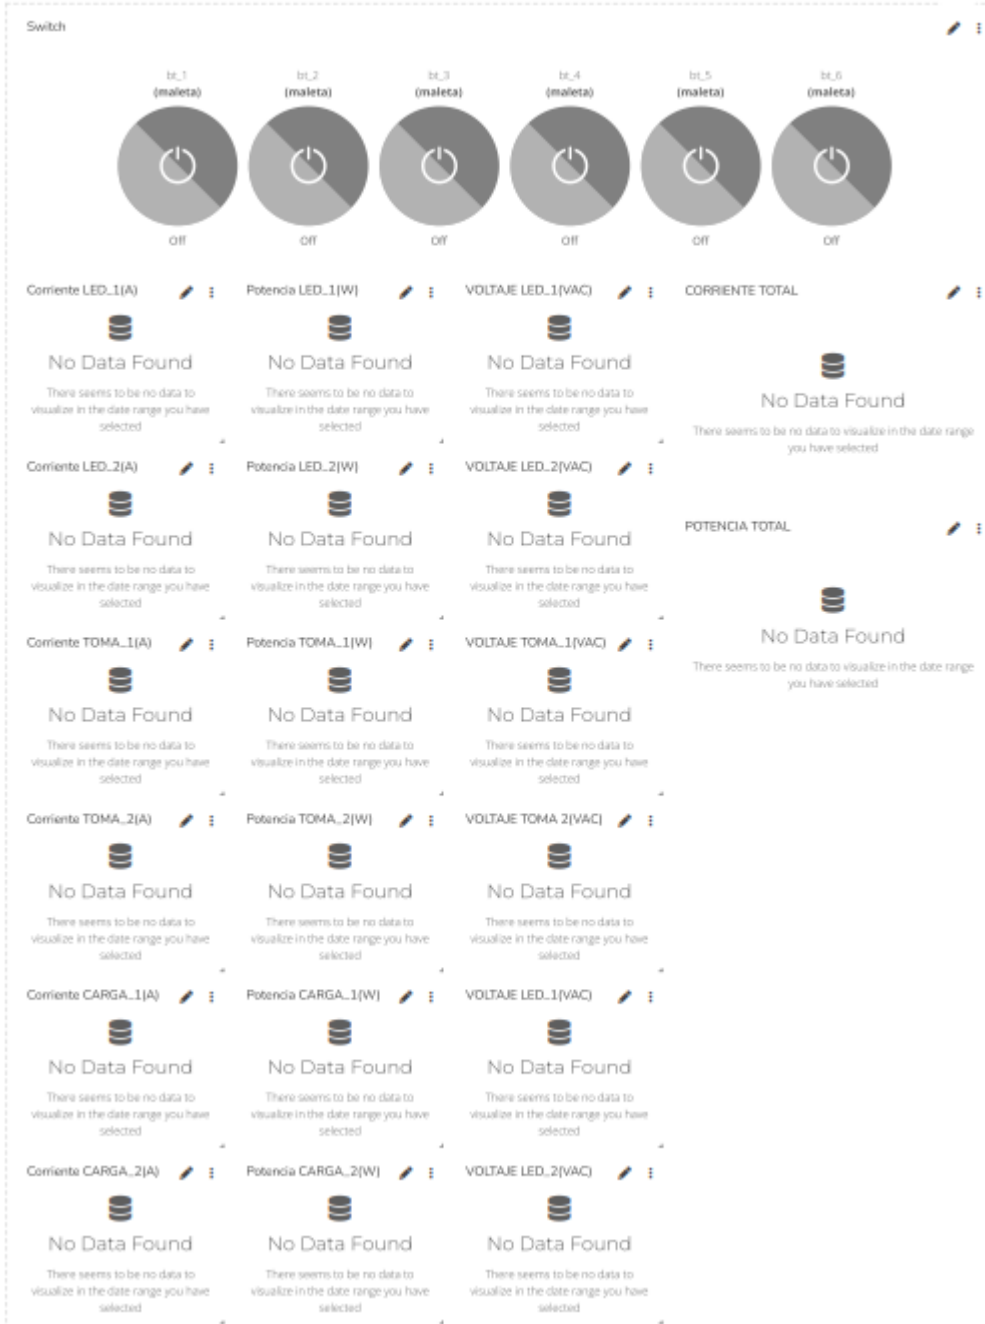 Switch
bt_1 bt_2 bt_3 bt_4 bt_5 bt_6
(maleta) (maleta) (maleta) (maleta) (maleta) (maleta)
Off Off Off Off Off Off
Corriente LED_1(A) Potencia LED_1(W) VOLTAJE LED_1(VAC) CORRIENTE TOTAL
No Data Found No Data Found No Data Found
There seems to be no data to There seems to be no data to There seems to be no data to
visualize in the date range you have visualize in the date range you have visualize in the date range you have
selected selected selected
No Data Found
There seems to be no data to visualize in the date range
you have selected
Corriente LED_2(A) Potencia LED_2(W) VOLTAJE LED_2(VAC)
No Data Found No Data Found No Data Found
There seems to be no data to There seems to be no data to There seems to be no data to
visualize in the date range you have visualize in the date range you have visualize in the date range you have
selected selected selected
POTENCIA TOTAL
No Data Found
There seems to be no data to visualize in the date range
you have selected
Corriente TOMA_1(A) Potencia TOMA_1(W) VOLTAJE TOMA_1(VAC)
No Data Found No Data Found No Data Found
There seems to be no data to There seems to be no data to There seems to be no data to
visualize in the date range you have visualize in the date range you have visualize in the date range you have
selected selected selected
Corriente TOMA_2(A) Potencia TOMA_2(W) VOLTAJE TOMA 2(VAC)
No Data Found No Data Found No Data Found
There seems to be no data to There seems to be no data to There seems to be no data to
visualize in the date range you have visualize in the date range you have visualize in the date range you have
selected selected selected
Corriente CARGA_1(A) Potencia CARGA_1(W) VOLTAJE LED_1(VAC)
No Data Found No Data Found No Data Found
There seems to be no data to There seems to be no data to There seems to be no data to
visualize in the date range you have visualize in the date range you have visualize in the date range you have
selected selected selected
Corriente CARGA_2(A) Potencia CARGA_2(W) VOLTAJE LED_2(VAC)
No Data Found No Data Found No Data Found
There seems to be no data to There seems to be no data to There seems to be no data to
visualize in the date range you have visualize in the date range you have visualize in the date range you have
selected selected selected